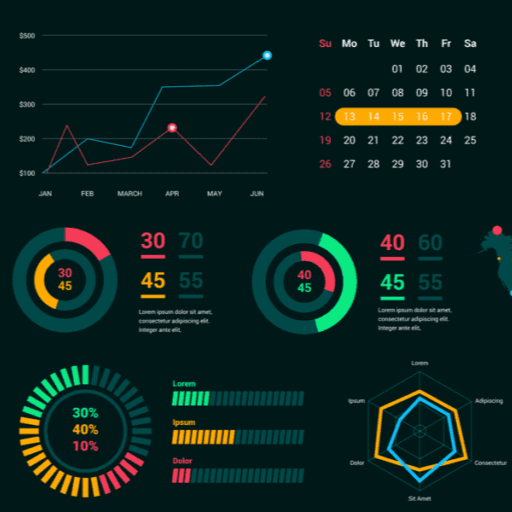 $500
$400
$300
$200
$100
JAN FEB MARCH APR MAY JUN
Su Mo Tu We Th Fr Sa
01 02 03 04
05 06 07 08 09 10 11
12 13 14 15 16 17 18
19 20 21 22 23 24 25
26 27 28 29 30 31
30
45
30 70
45 55
Lorem ipsum dolor sit amet,
consectetur adipiscing elit.
Integer ante elit,
40
45
40 60
45 55
Lorem ipsum dolor sit amet,
consectetur adipiscing elit.
Integer ante elit,
30%
40%
10%
Lorem
Ipsum
Dolor
Lorem
Ipsum
Adipiscing
Dolor
Consectetur
Sit Amet